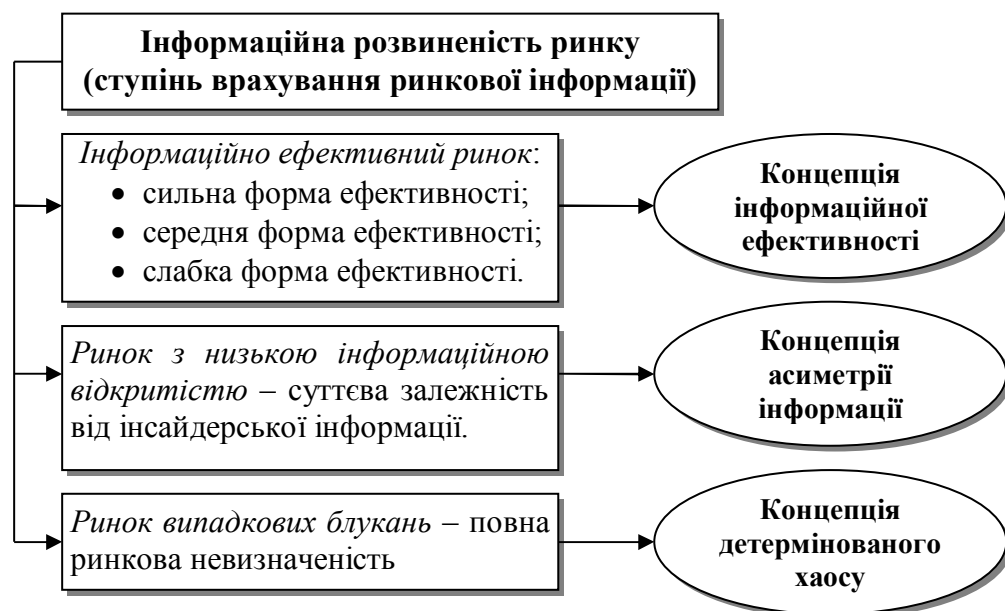 Інформаційна розвиненість ринку
(ступінь врахування ринкової інформації)
Інформаційно ефективний ринок:
• сильна форма ефективності;
• середня форма ефективності;
• слабка форма ефективності.
Концепція
інформаційної
ефективності
Ринок з низькою інформаційною
відкритістю – суттєва залежність
від інсайдерської інформації.
Концепція
асиметрії
інформації
Ринок випадкових блукань – повна
ринкова невизначеність
Концепція
детермінованого
хаосу